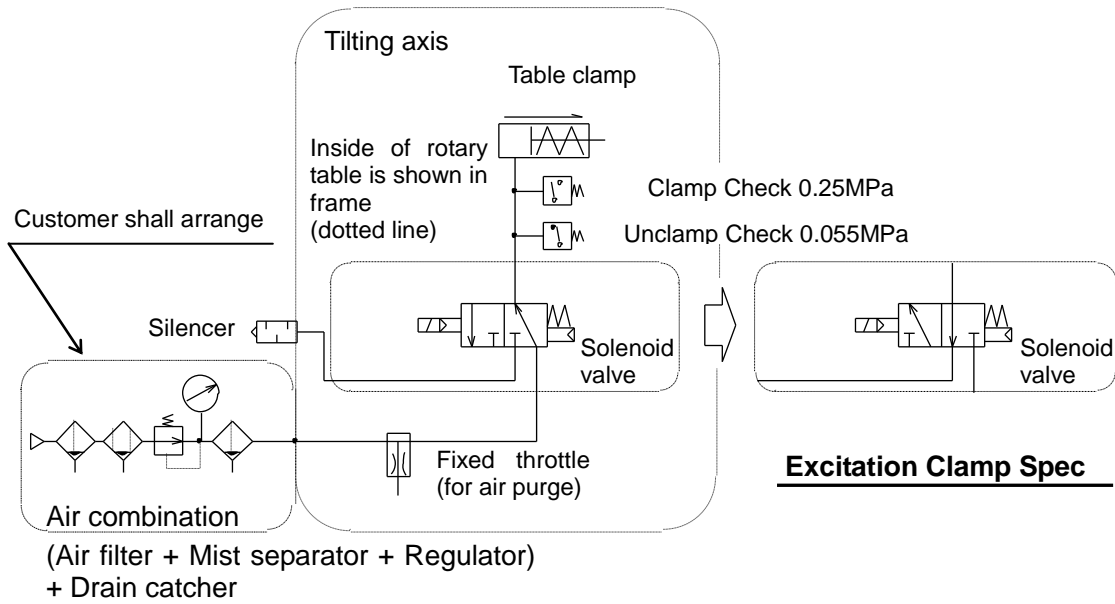 Tilting axis
Table clamp
Inside of rotary
table is shown in
frame
(dotted line)
Clamp Check 0.25MPa
Unclamp Check 0.055MPa
Customer shall arrange
Silencer
Solenoid
valve
Solenoid
valve
Fixed throttle
(for air purge)
Excitation Clamp Spec
Air combination
(Air filter + Mist separator + Regulator)
+ Drain catcher